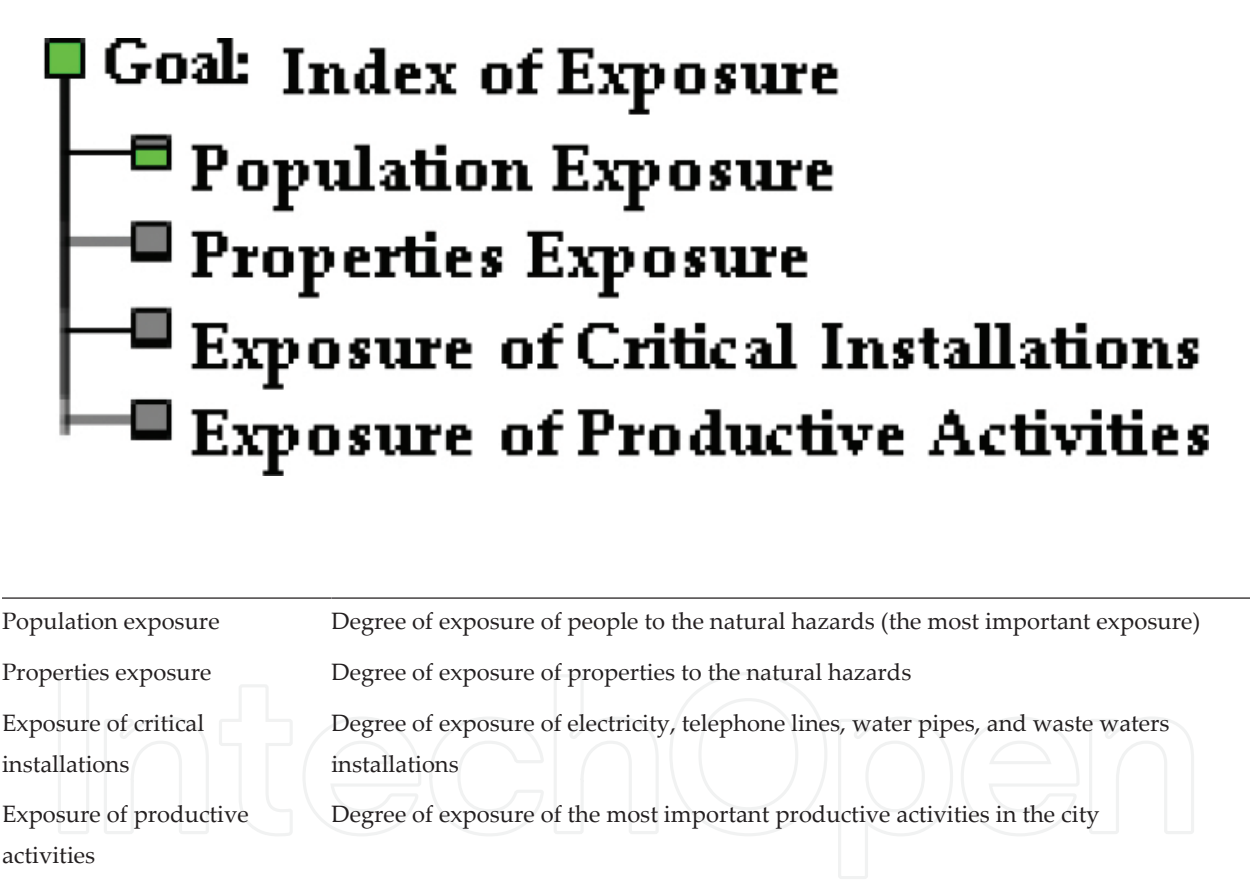 Goal: Index of Exposure
Population Exposure
Properties Exposure
Exposure of Critical Installations
Exposure of Productive Activities
Population exposure Degree of exposure of people to the natural hazards (the most important exposure)
Properties exposure Degree of exposure of properties to the natural hazards
Exposure of critical Degree of exposure of electricity, telephone lines, water pipes, and waste waters
installations installations
Exposure of productive Degree of exposure of the most important productive activities in the city
activities
IntechOpen